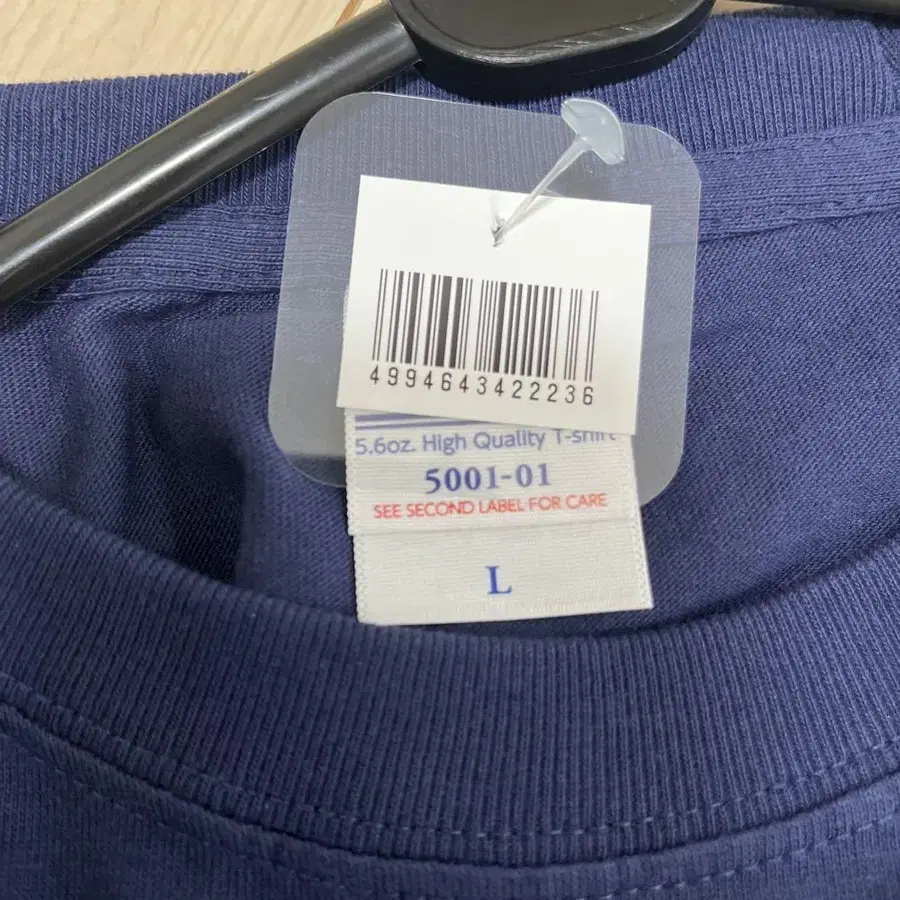 4994643422236
5.6oz. High Quality T-shirt
5001-01
SEE SECOND LABEL FOR CARE
L